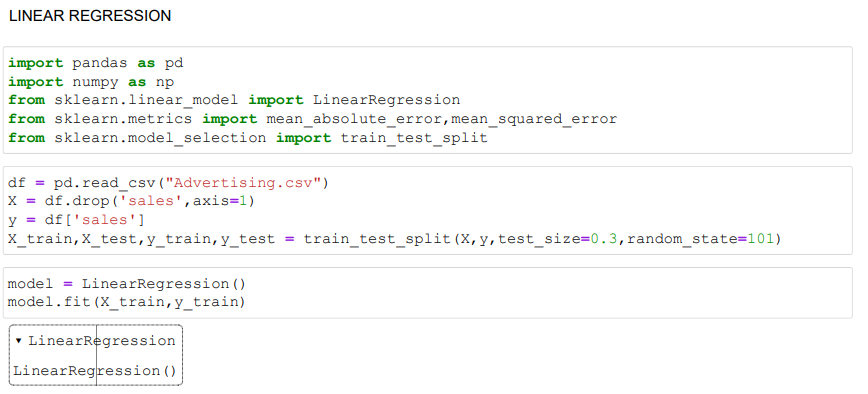 LINEAR REGRESSION
import pandas as pd
import numpy as np
from sklearn.linear_model import LinearRegression
from sklearn.metrics import mean_absolute_error,mean_squared_error
from sklearn.model_selection import train_test_split
df = pd.read_csv("Advertising.csv")
X = df.drop('sales',axis=1)
y = df['sales']
X_train,X_test,y_train,y_test = train_test_split(X,y,test_size=0.3,random_state=101)
model = LinearRegression()
model.fit(X_train,y_train)
▾ LinearRegression
LinearRegression()